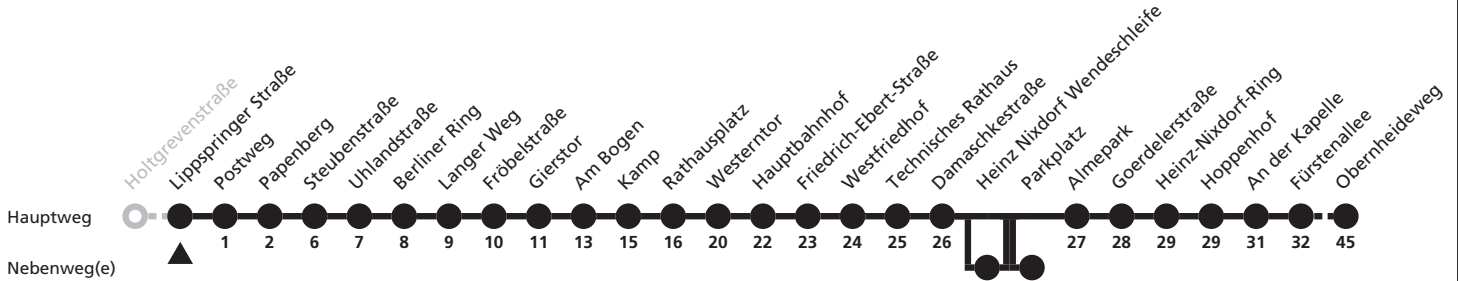 Holtgrevenstraße
Lippspringer Straße
Postweg
Papenberg
Steubenstraße
Uhlandstraße
Berliner Ring
Langer Weg
Fröbelstraße
Gierstor
Am Bogen
Kamp
Rathausplatz
Westerntor
Hauptbahnhof
Friedrich-Ebert-Straße
Westfriedhof
Technisches Rathaus
Damaschkestraße
Heinz Nixdorf Wendeschleife
Parkplatz
Almepark
Goerdelerstraße
Heinz-Nixdorf-Ring
Hoppenhof
An der Kapelle
Fürstenallee
Obernheideweg
Hauptweg
1 2 6 7 8 9 10 11 13 15 16 20 22 23 24 25 26 27 28 29 29 31 32 45
Nebenweg(e)